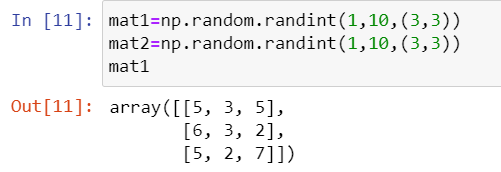 In [11]: mat1=np.random.randint(1,10,(3,3))
mat2=np.random.randint(1,10,(3,3))
mat1
Out[11]: array([[5, 3, 5],
[6, 3, 2],
[5, 2, 7]])